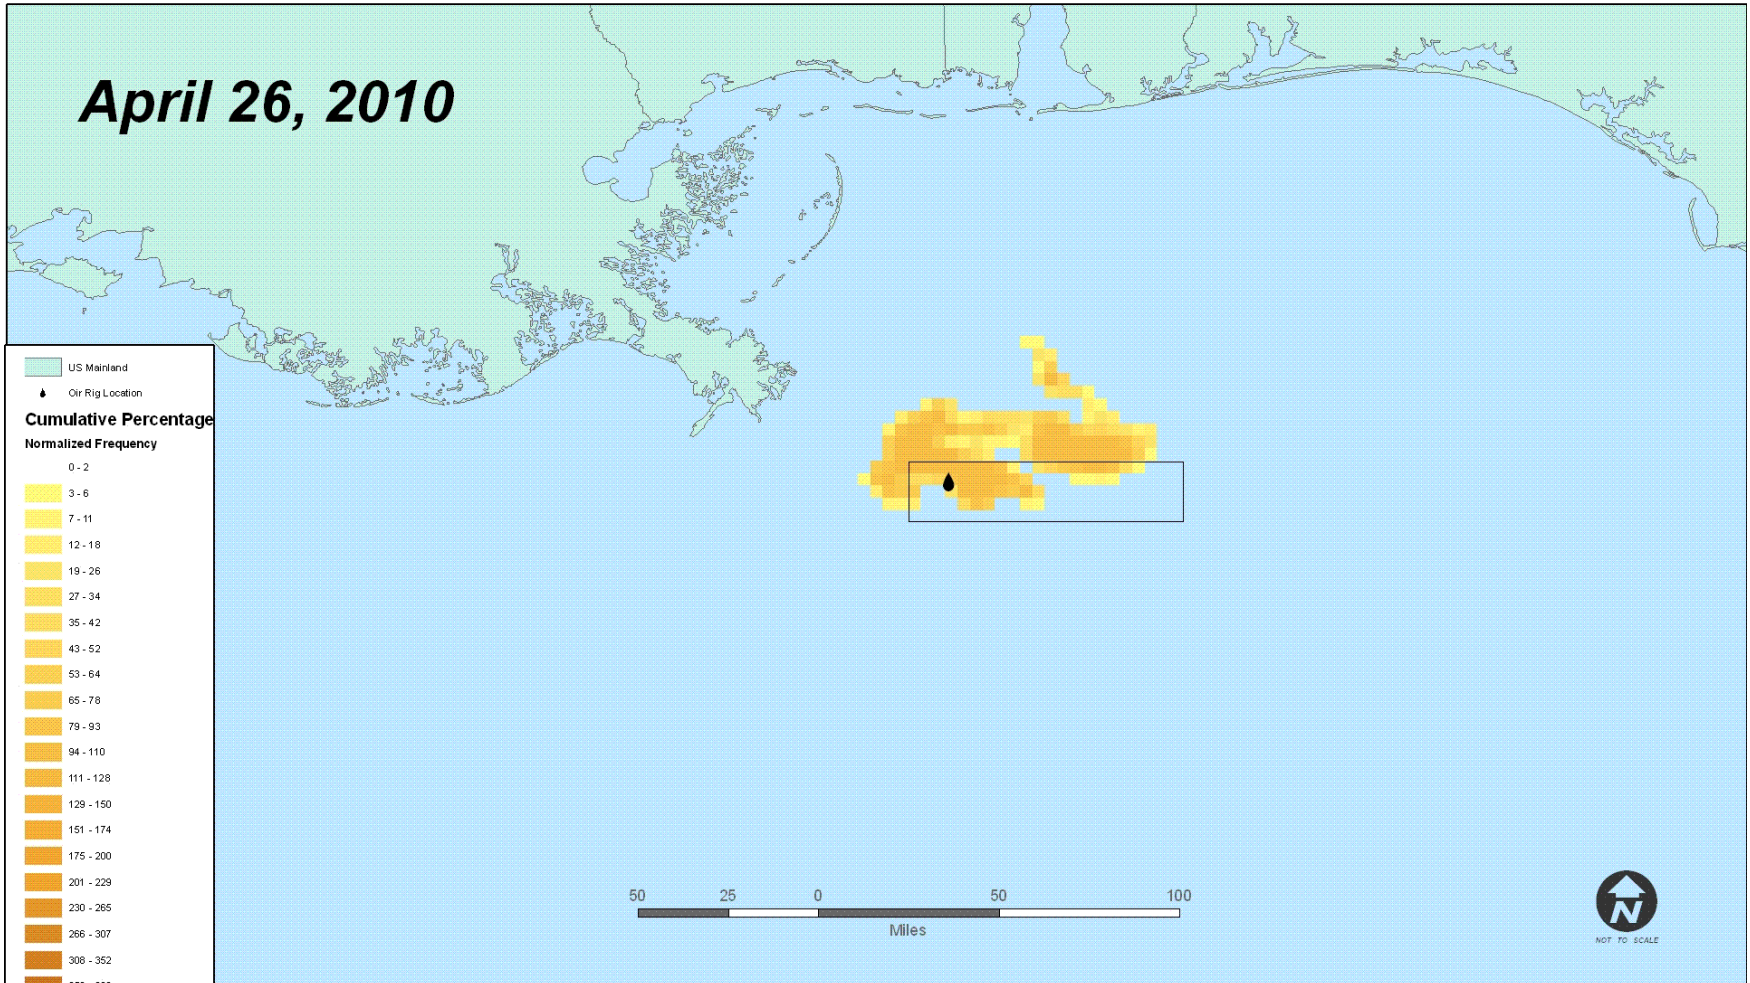 April 26, 2010
US Mainland
Oir Rig Location
Cumulative Percentage
Normalized Frequency
0 - 2
3 - 6
7 - 11
12 - 18
19 - 26
27 - 34
35 - 42
43 - 52
53 - 64
65 - 78
79 - 93
94 - 110
111 - 128
129 - 150
151 - 174
175 - 200
201 - 229
230 - 265
266 - 307
308 - 352
50 25 0 50 100
Miles
N
NOT TO SCALE